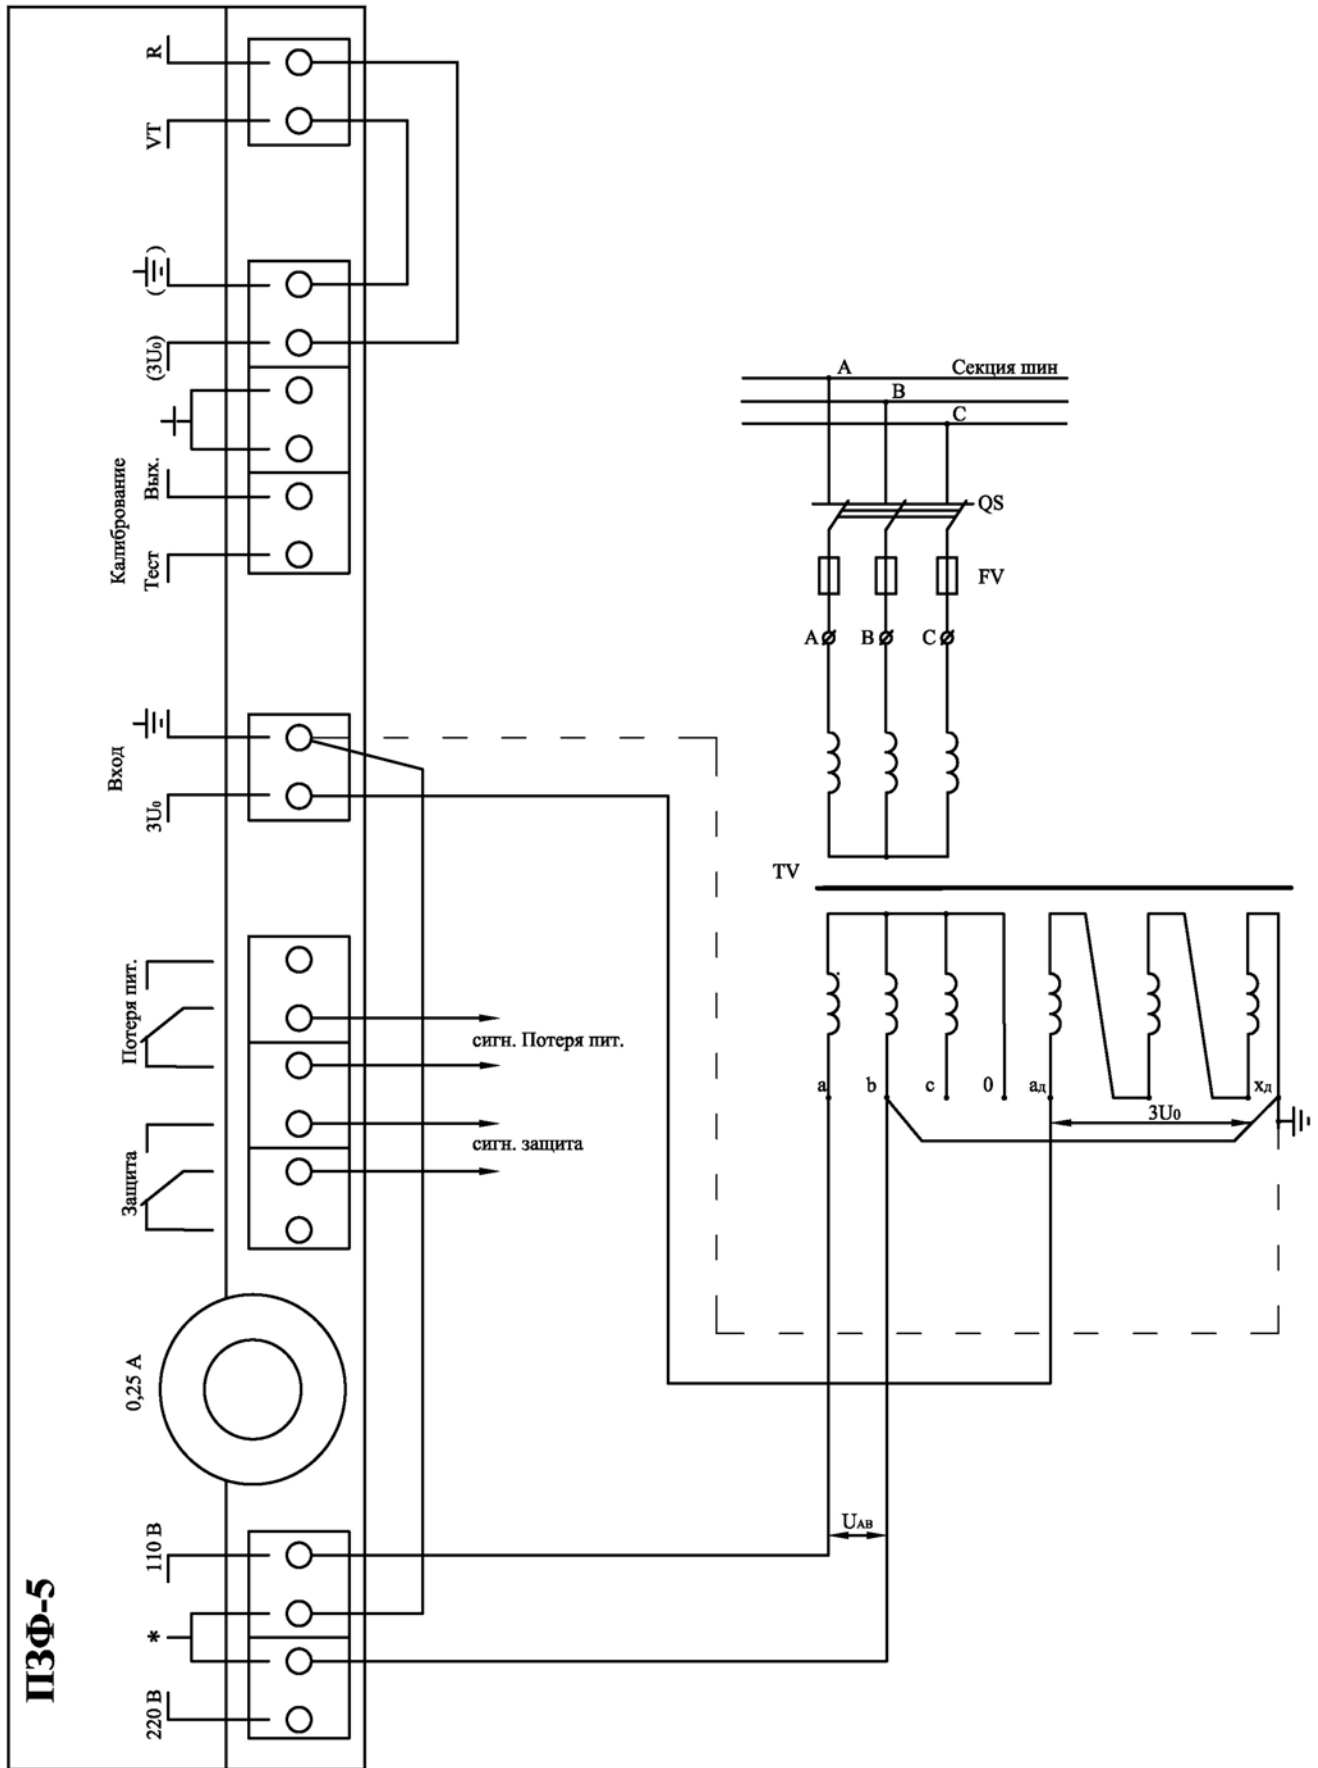 R
VT
(3U₀)
Калибрование
Вых.
Тест
Вход
3U₀
Потеря пит.
Защита
0,25 А
110 В
*
220 В
ПЗФ-5
сигн. Потеря пит.
сигн. защита
A
Секция шин
B
C
QS
FV
A
B
C
TV
a
b
c
0
aд
xд
3U₀
UAB